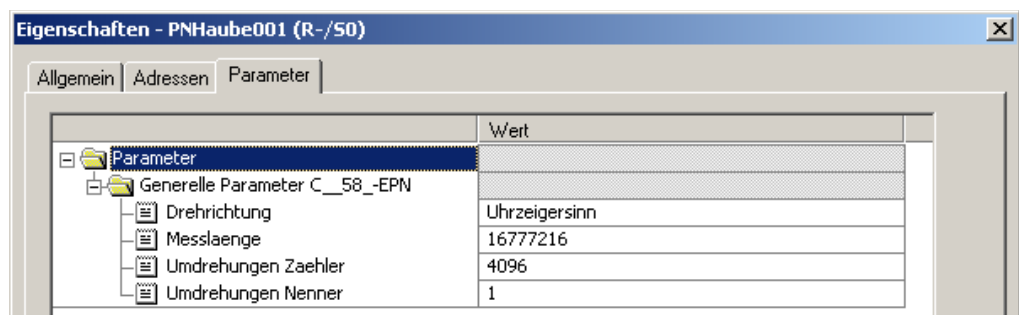 Eigenschaften - PNHaube001 (R-/S0)
Allgemein Adressen Parameter
Wert
Parameter
Generelle Parameter C__58_-EPN
Drehrichtung Uhrzeigersinn
Messlaenge 16777216
Umdrehungen Zaehler 4096
Umdrehungen Nenner 1